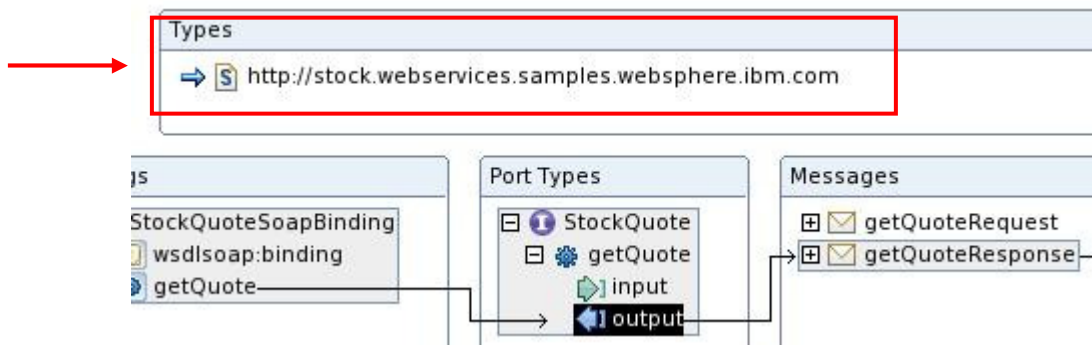 Types
http://stock.webservices.samples.websphere.ibm.com
Port Types
Messages
StockQuoteSoapBinding
wsdlsoap:binding
getQuote
StockQuote
getQuote
input
output
getQuoteRequest
getQuoteResponse